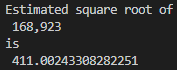 Estimated square root of
168,923
is
411.00243308282251